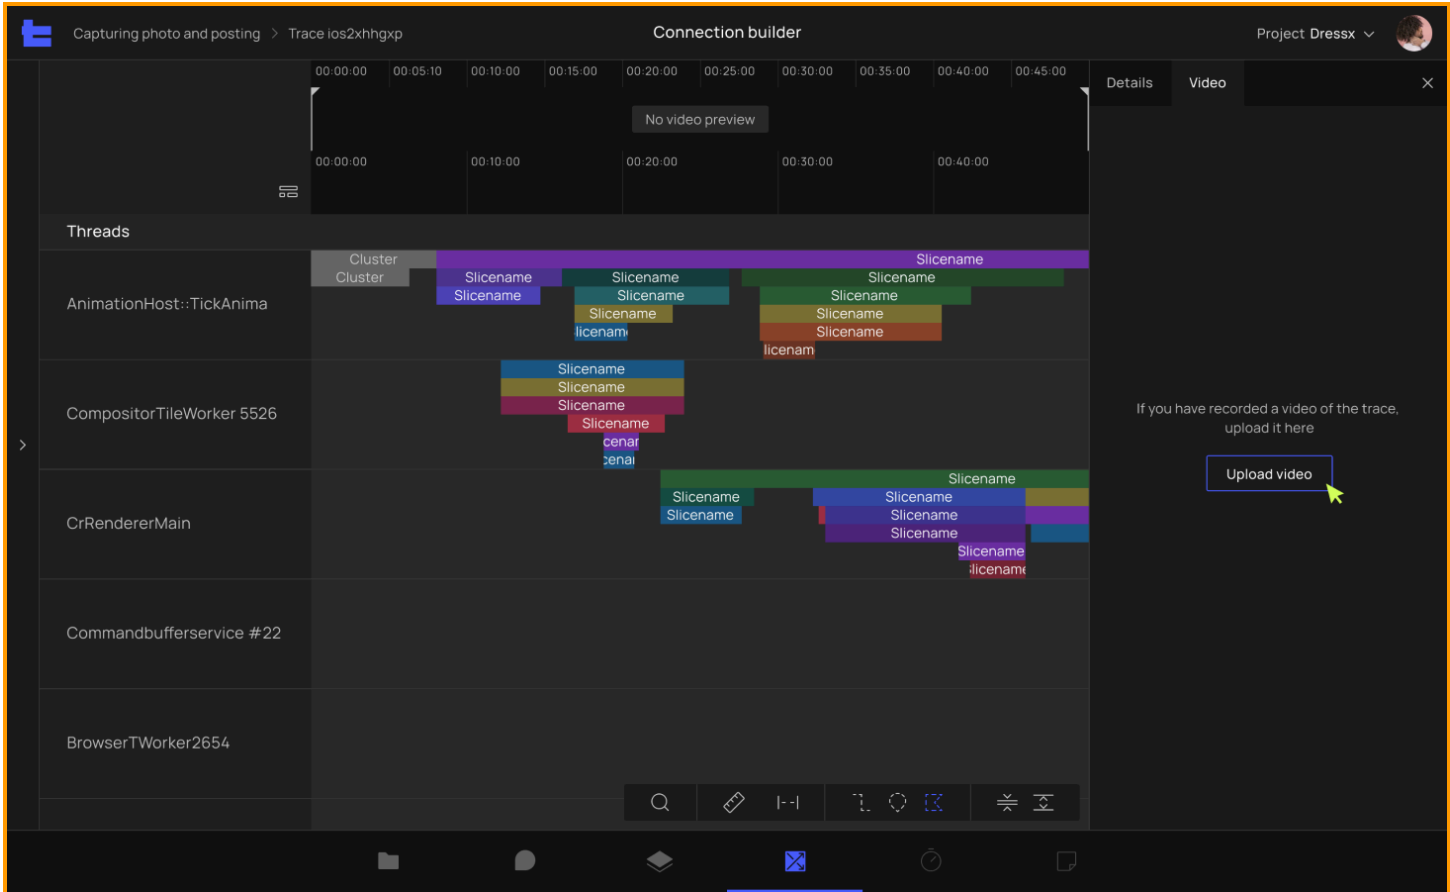 Capturing photo and posting > Trace ios2xhhgxp
Connection builder
Project Dressx
00:00:00 00:05:10 00:10:00 00:15:00 00:20:00 00:25:00 00:30:00 00:35:00 00:40:00 00:45:00
Details Video
No video preview
00:00:00 00:10:00 00:20:00 00:30:00 00:40:00
Threads
Cluster Slicename
Cluster Slicename Slicename Slicename
Slicename Slicename Slicename
AnimationHost::TickAnima
Slicename Slicename
licenam Slicename
licenam
Slicename
Slicename
Slicename
CompositorTileWorker 5526
Slicename
cenar
cenai
If you have recorded a video of the trace,
upload it here
Upload video
Slicename
Slicename Slicename
Slicename Slicename
CrRendererMain
Slicename
Slicename
licename
Commandbufferservice #22
BrowserTWorker2654